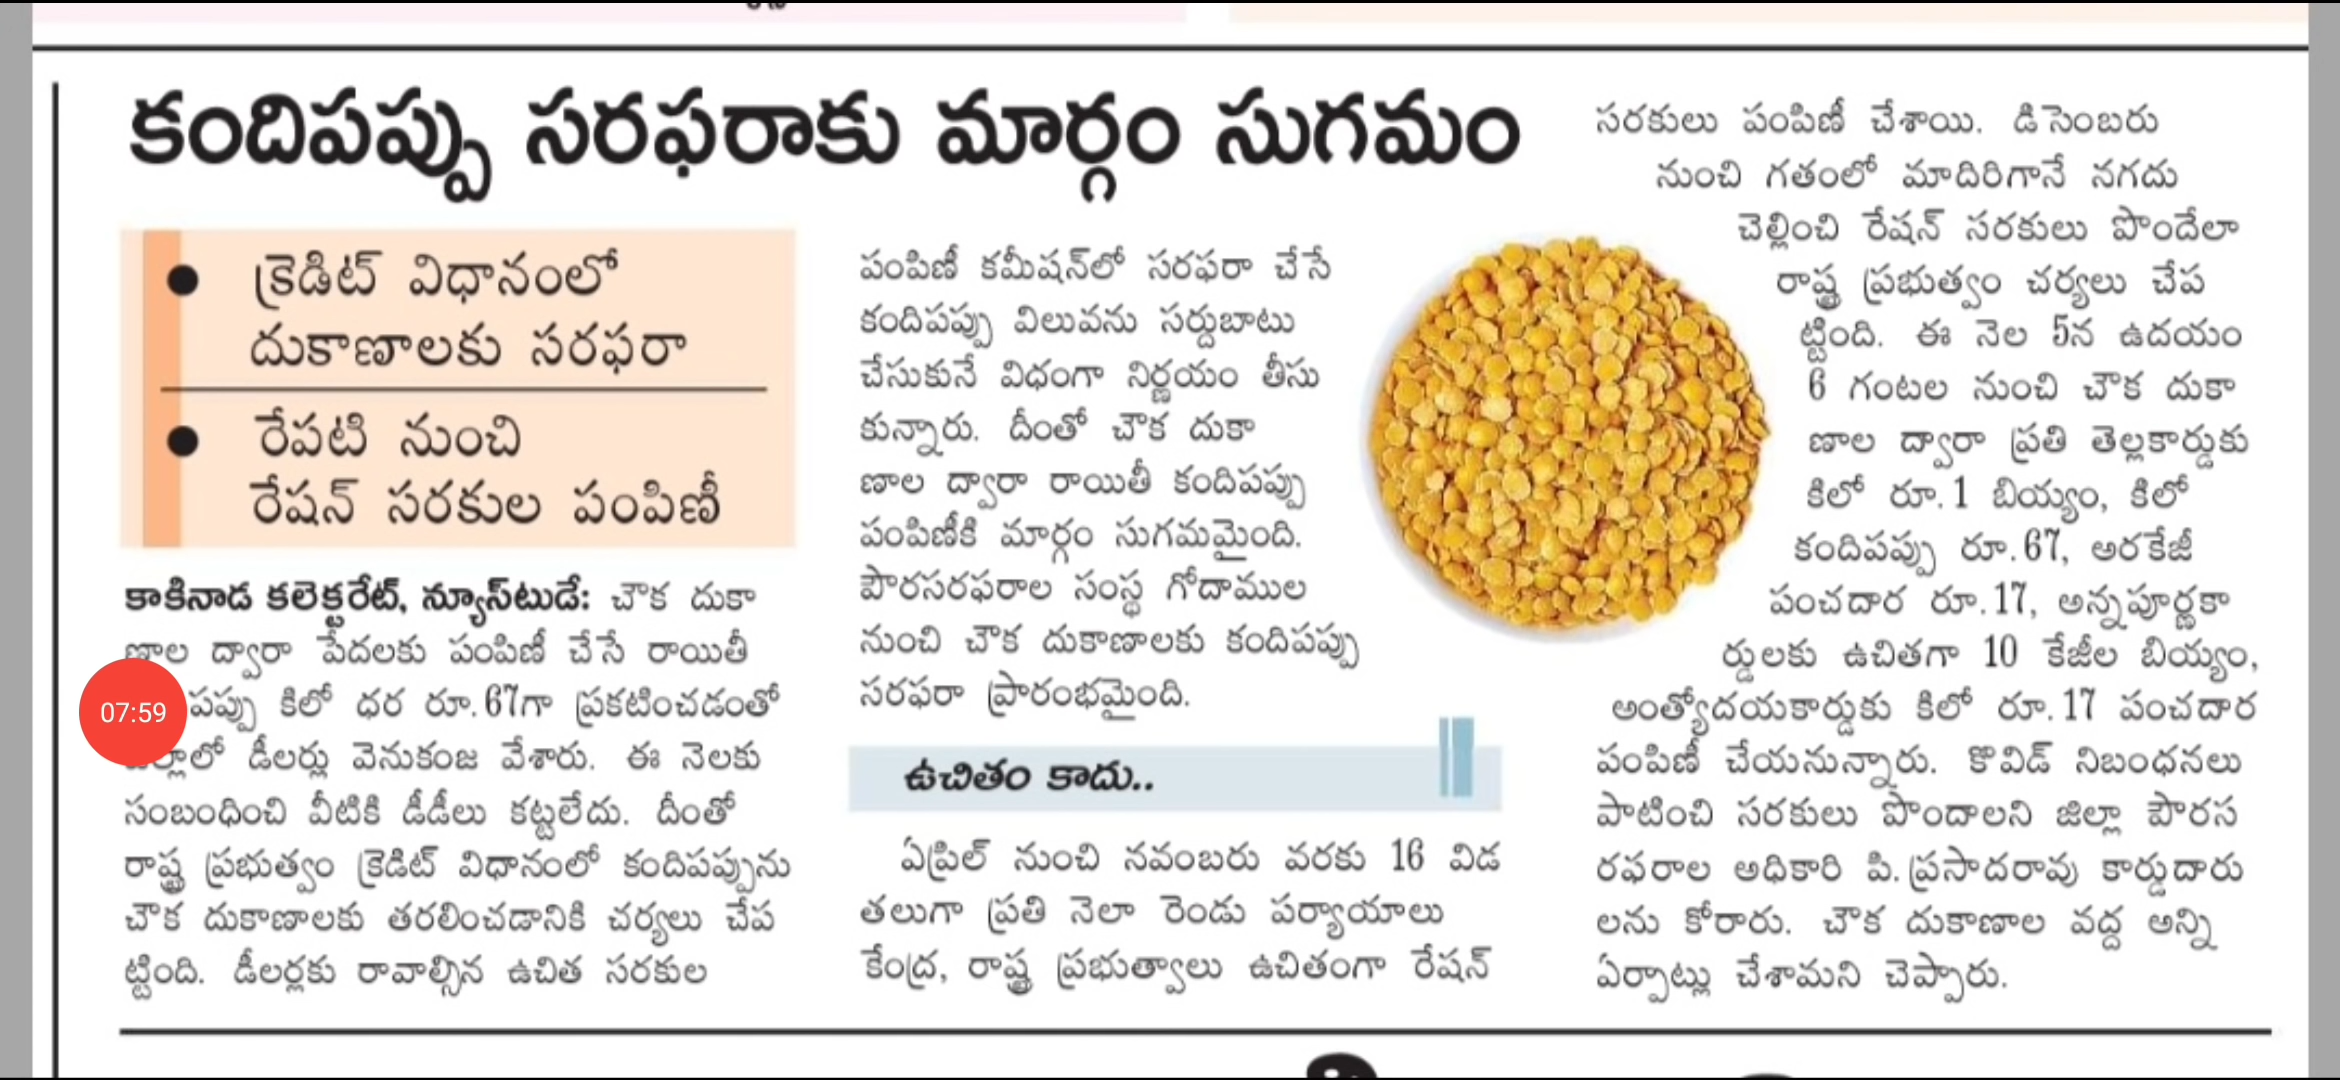 కందిపప్పు సరఫరాకు మార్గం సుగమం
● క్రెడిట్ విధానంలో
దుకాణాలకు సరఫరా
● రేపటి నుంచి
రేషన్ సరకుల పంపిణీ
కాకినాడ కలెక్టరేట్, న్యూస్‌టుడే: చౌక దుకా
ణాల ద్వారా పేదలకు పంపిణీ చేసే రాయితీ
పప్పు కిలో ధర రూ.67గా ప్రకటించడంతో
డీలర్లు వెనుకంజ వేశారు. ఈ నెలకు
సంబంధించి వీటికి డీడీలు కట్టలేదు. దీంతో
రాష్ట్ర ప్రభుత్వం క్రెడిట్ విధానంలో కందిపప్పును
చౌక దుకాణాలకు తరలించడానికి చర్యలు చేప
ట్టింది. డీలర్లకు రావాల్సిన ఉచిత సరకుల
పంపిణీ కమీషన్‌లో సరఫరా చేసే
కందిపప్పు విలువను సర్దుబాటు
చేసుకునే విధంగా నిర్ణయం తీసు
కున్నారు. దీంతో చౌక దుకా
ణాల ద్వారా రాయితీ కందిపప్పు
పంపిణీకి మార్గం సుగమమైంది.
పౌరసరఫరాల సంస్థ గోదాముల
నుంచి చౌక దుకాణాలకు కందిపప్పు
సరఫరా ప్రారంభమైంది.
ఉచితం కాదు..
ఏప్రిల్ నుంచి నవంబరు వరకు 16 విడ
తలుగా ప్రతి నెలా రెండు పర్యాయాలు
కేంద్ర, రాష్ట్ర ప్రభుత్వాలు ఉచితంగా రేషన్
సరకులు పంపిణీ చేశాయి. డిసెంబరు
నుంచి గతంలో మాదిరిగానే నగదు
చెల్లించి రేషన్ సరకులు పొందేలా
రాష్ట్ర ప్రభుత్వం చర్యలు చేప
ట్టింది. ఈ నెల 5న ఉదయం
6 గంటల నుంచి చౌక దుకా
ణాల ద్వారా ప్రతి తెల్లకార్డుకు
కిలో రూ.1 బియ్యం, కిలో
కందిపప్పు రూ.67, అరకేజీ
పంచదార రూ.17, అన్నపూర్ణకా
ర్డులకు ఉచితగా 10 కేజీల బియ్యం,
అంత్యోదయకార్డుకు కిలో రూ.17 పంచదార
పంపిణీ చేయనున్నారు. కొవిడ్ నిబంధనలు
పాటించి సరకులు పొందాలని జిల్లా పౌరస
రఫరాల అధికారి పి.ప్రసాదరావు కార్డుదారు
లను కోరారు. చౌక దుకాణాల వద్ద అన్ని
ఏర్పాట్లు చేశామని చెప్పారు.
07:59